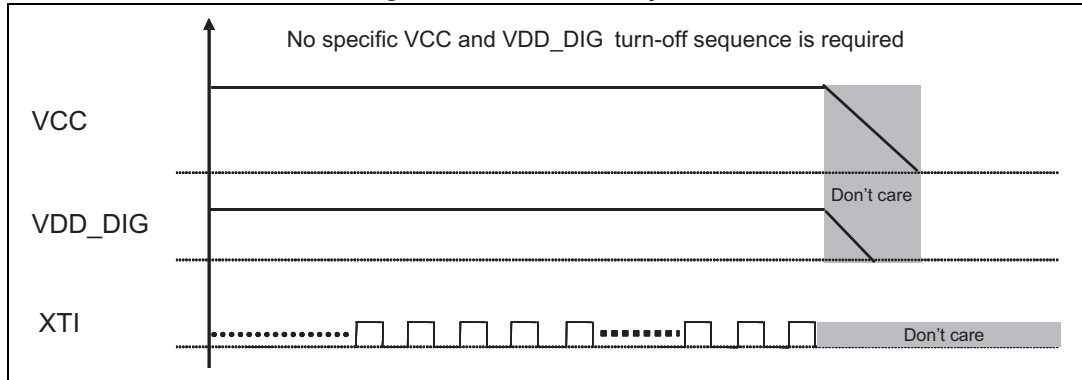 No specific VCC and VDD_DIG turn-off sequence is required
VCC
Don't care
VDD_DIG
XTI
Don't care